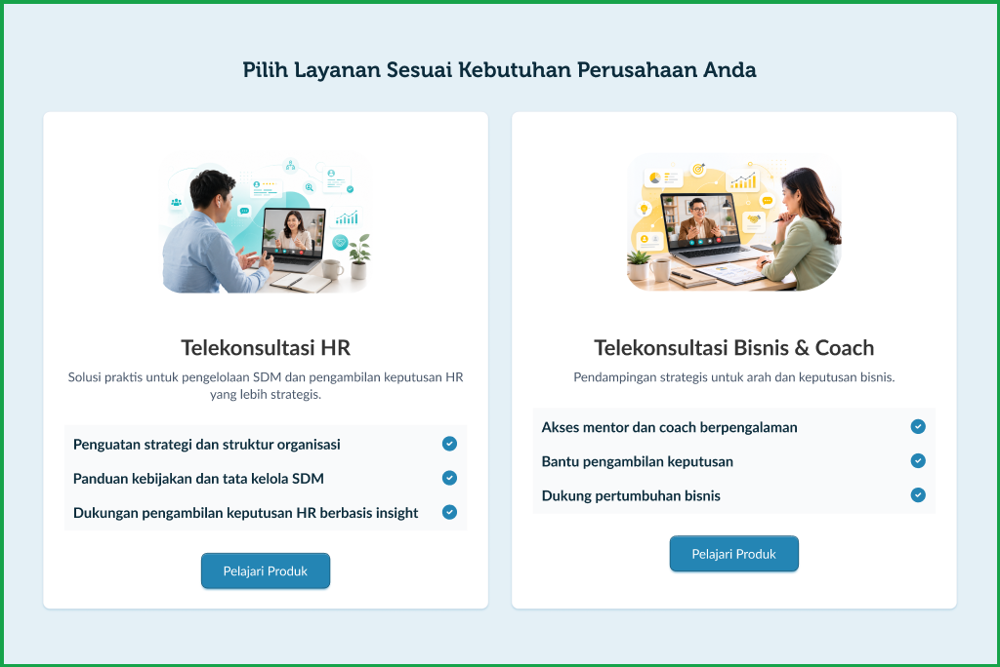 Pilih Layanan Sesuai Kebutuhan Perusahaan Anda
Telekonsultasi HR
Solusi praktis untuk pengelolaan SDM dan pengambilan keputusan HR
yang lebih strategis.
Penguatan strategi dan struktur organisasi
Panduan kebijakan dan tata kelola SDM
Dukungan pengambilan keputusan HR berbasis insight
Pelajari Produk
Telekonsultasi Bisnis & Coach
Pendampingan strategis untuk arah dan keputusan bisnis.
Akses mentor dan coach berpengalaman
Bantu pengambilan keputusan
Dukung pertumbuhan bisnis
Pelajari Produk